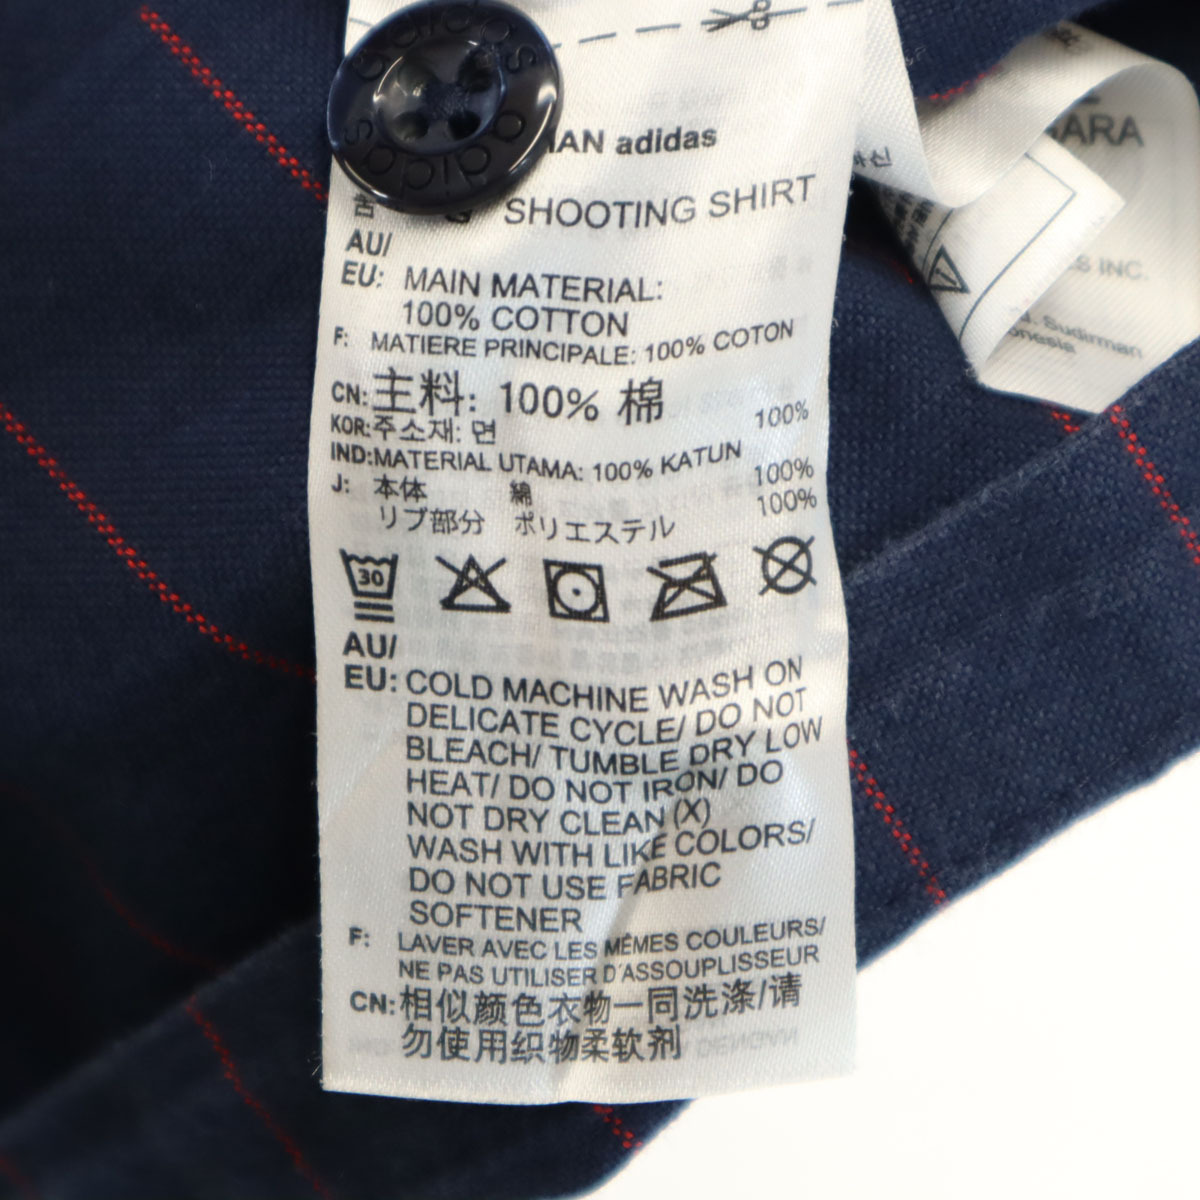 adidas adidas
adidas
SHOOTING SHIRT
AU/
EU: MAIN MATERIAL:
100% COTTON
F: MATIERE PRINCIPALE: 100% COTON
CN: 主料: 100% 棉
KOR: 주소재: 면 100%
IND: MATERIAL UTAMA: 100% KATUN
J: 本体 綿 100%
リブ部分 ポリエステル 100%
30
AU/
EU: COLD MACHINE WASH ON
DELICATE CYCLE/ DO NOT
BLEACH/ TUMBLE DRY LOW
HEAT/ DO NOT IRON/ DO
NOT DRY CLEAN (X)
WASH WITH LIKE COLORS/
DO NOT USE FABRIC
SOFTENER
F: LAVER AVEC LES MÊMES COULEURS/
NE PAS UTILISER D'ASSOUPLISSEUR
CN: 相似颜色衣物一同洗涤/请
勿使用织物柔软剂
INC.
Sudirman